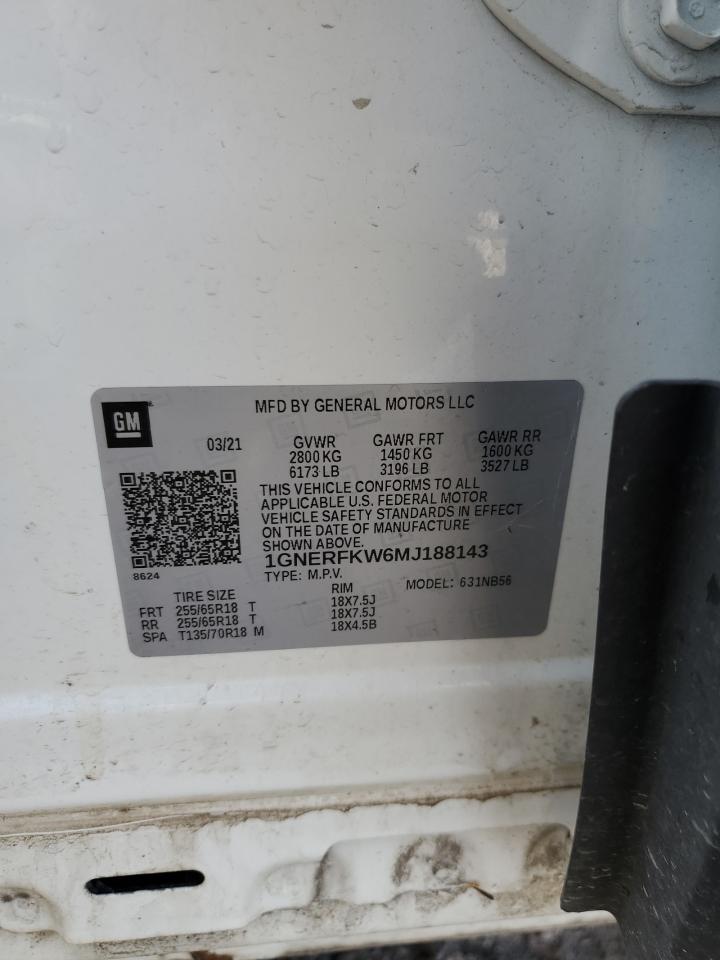 GM
MFD BY GENERAL MOTORS LLC
03/21 GVWR GAWR FRT GAWR RR
2800 KG 1450 KG 1600 KG
6173 LB 3196 LB 3527 LB
THIS VEHICLE CONFORMS TO ALL
APPLICABLE U.S. FEDERAL MOTOR
VEHICLE SAFETY STANDARDS IN EFFECT
ON THE DATE OF MANUFACTURE
SHOWN ABOVE.
1GNERFKW6MJ188143
8624
TYPE: M.P.V. MODEL: 631NB56
TIRE SIZE RIM
FRT 255/65R18 T 18X7.5J
RR 255/65R18 T 18X7.5J
SPA T135/70R18 M 18X4.5B